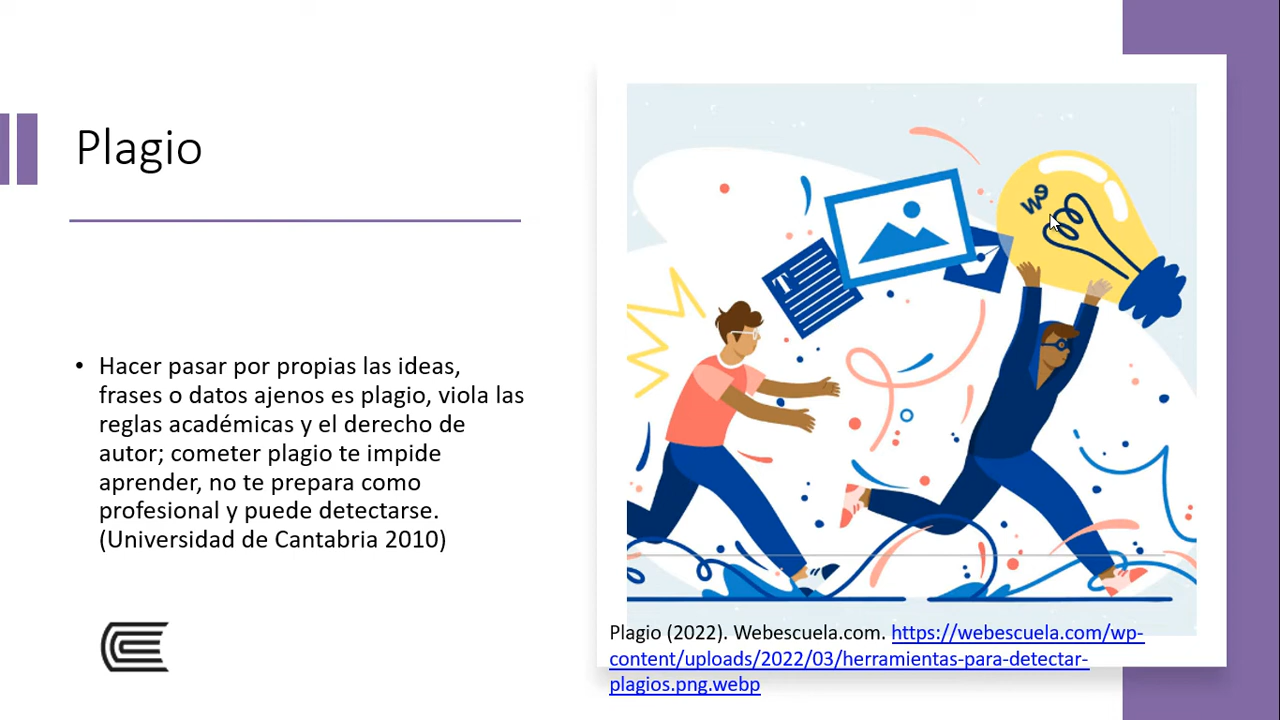 Plagio
• Hacer pasar por propias las ideas,
frases o datos ajenos es plagio, viola las
reglas académicas y el derecho de
autor; cometer plagio te impide
aprender, no te prepara como
profesional y puede detectarse.
(Universidad de Cantabria 2010)
T
we
Plagio (2022). Webescuela.com. https://webescuela.com/wp-
content/uploads/2022/03/herramientas-para-detectar-
plagios.png.webp